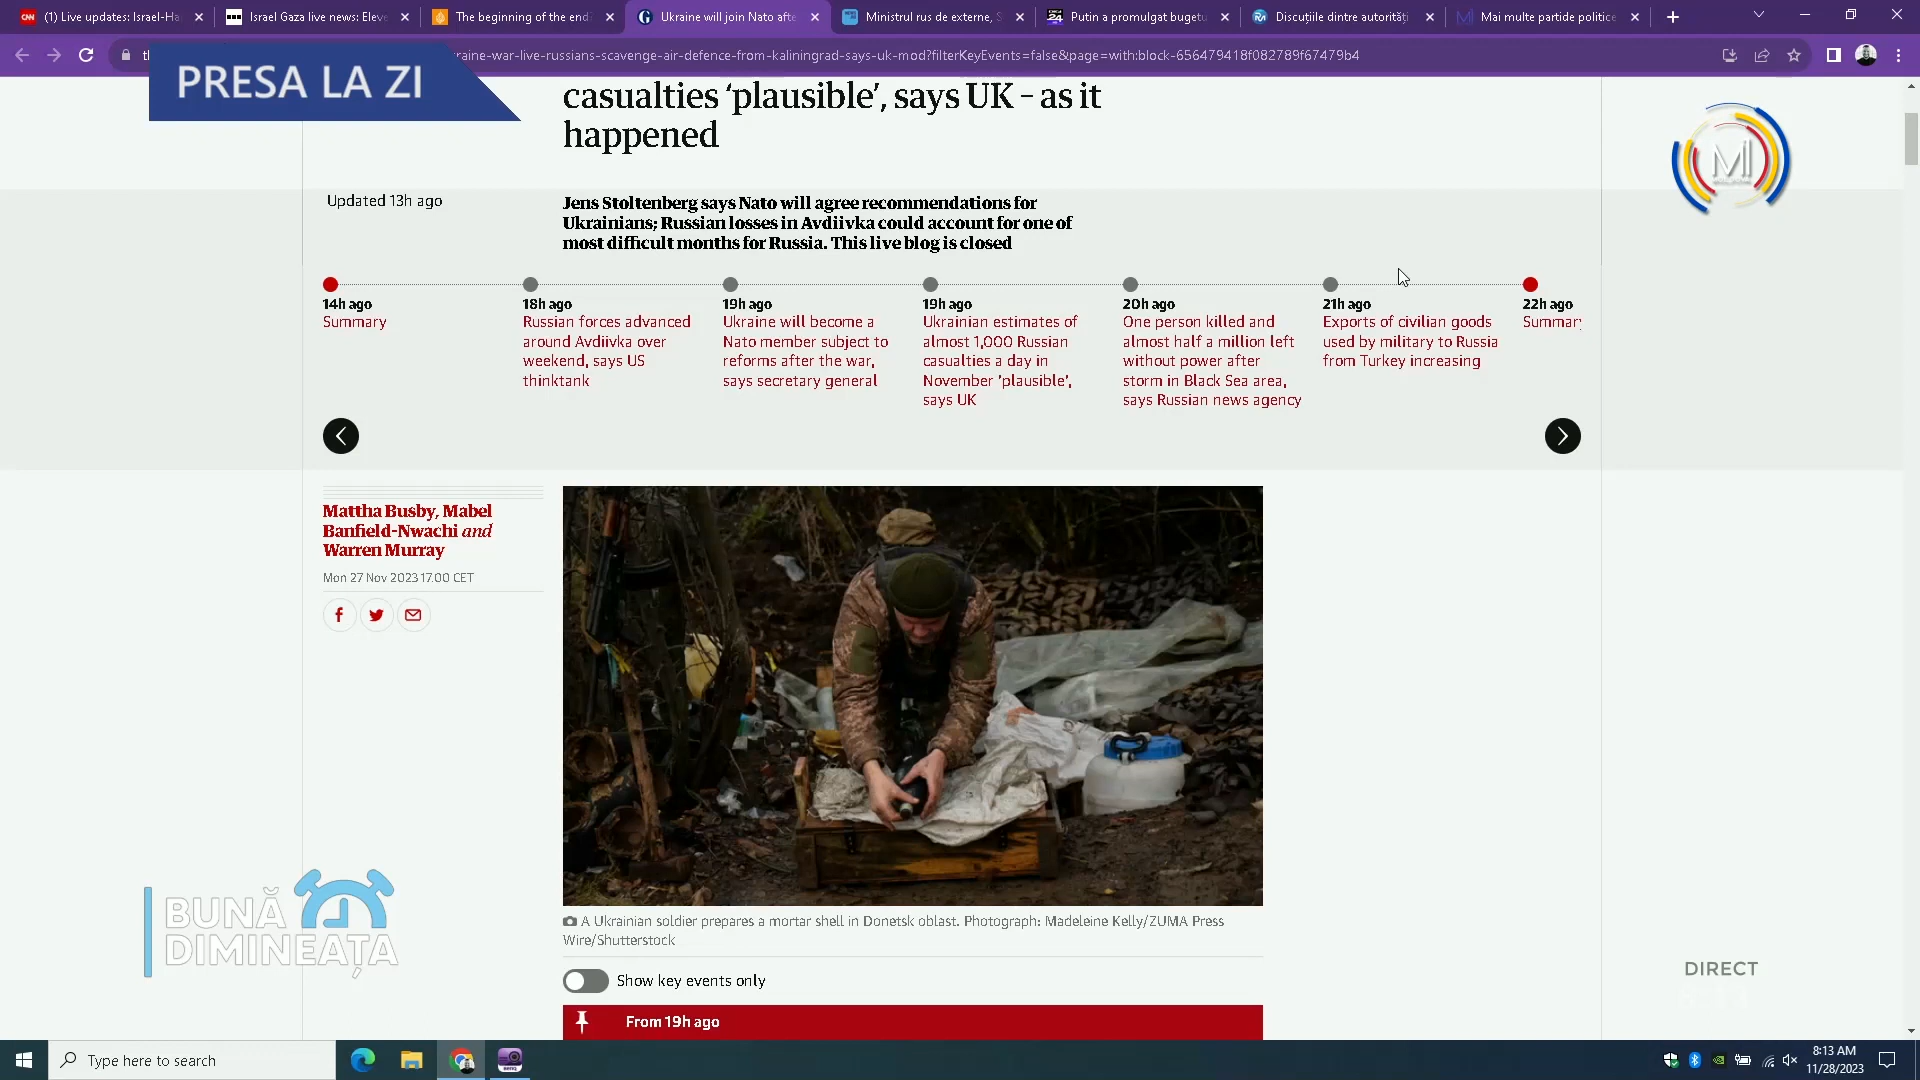 (1) Live updates: Israel-Ha
Israel Gaza live news: Eleve
The beginning of the end
Ukraine will join Nato afte
Ministrul rus de externe, S
Putin a promulgat bugetu
Discuțiile dintre autorități
Mai multe partide politice
raine-war-live-russians-scavenge-air-defence-from-kaliningrad-says-uk-mod?filterKeyEvents=false&page=with:block-656479418f082789f67479b4
PRESA LA ZI
casualties ‘plausible’, says UK – as it
happened
Updated 13h ago
Jens Stoltenberg says Nato will agree recommendations for
Ukrainians; Russian losses in Avdiivka could account for one of
most difficult months for Russia. This live blog is closed
14h ago
Summary
18h ago
Russian forces advanced
around Avdiivka over
weekend, says US
thinktank
19h ago
Ukraine will become a
Nato member subject to
reforms after the war,
says secretary general
19h ago
Ukrainian estimates of
almost 1,000 Russian
casualties a day in
November ‘plausible’,
says UK
20h ago
One person killed and
almost half a million left
without power after
storm in Black Sea area,
says Russian news agency
21h ago
Exports of civilian goods
used by military to Russia
from Turkey increasing
22h ago
Summary
Mattha Busby, Mabel
Banfield-Nwachi and
Warren Murray
Mon 27 Nov 2023 17.00 CET
A Ukrainian soldier prepares a mortar shell in Donetsk oblast. Photograph: Madeleine Kelly/ZUMA Press
Wire/Shutterstock
Show key events only
From 19h ago
BUNĂ
DIMINEAȚA
DIRECT
Type here to search
8:13 AM
11/28/2023